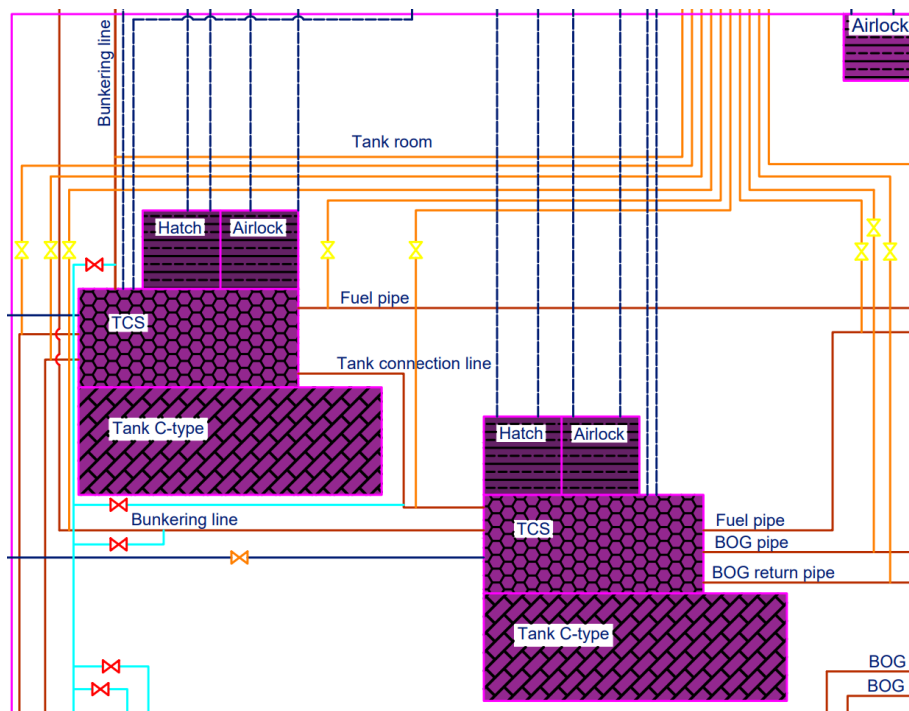 Bunkering line
Airlock
Tank room
Hatch
Airlock
Fuel pipe
TCS
Tank connection line
Tank C-type
Hatch
Airlock
Bunkering line
TCS
Fuel pipe
BOG pipe
BOG return pipe
Tank C-type
BOG
BOG